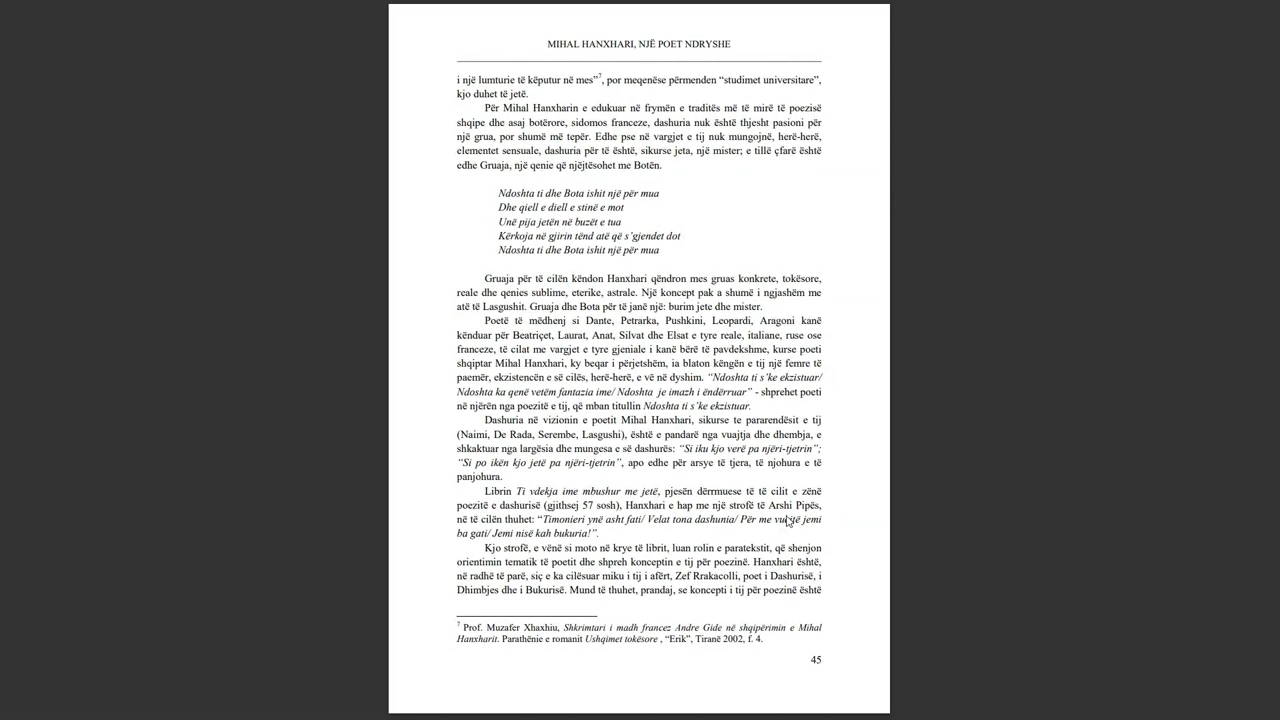 MIHAL HANXHARI, NJË POET NDRYSHE
i një lumturie të këputur në mes”7, por meqenëse përmenden “studimet universitare”,
kjo duhet të jetë.
Për Mihal Hanxharin e edukuar në frymën e traditës më të mirë të poezisë
shqipe dhe asaj botërore, sidomos franceze, dashuria nuk është thjesht pasioni për
një grua, por shumë më tepër. Edhe pse në vargjet e tij nuk mungojnë, herë-herë,
elementet sensuale, dashuria për të është, sikurse jeta, një mister; e tillë çfarë është
edhe Gruaja, një qenie që njëjtësohet me Botën.
Ndoshta ti dhe Bota ishit një për mua
Dhe qiell e diell e stinë e mot
Unë pija jetën në buzët e tua
Kërkoja në gjirin tënd atë që s’gjendet dot
Ndoshta ti dhe Bota ishit një për mua
Gruaja për të cilën këndon Hanxhari qëndron mes gruas konkrete, tokësore,
reale dhe qenies sublime, eterike, astrale. Një koncept pak a shumë i ngjashëm me
atë të Lasgushit. Gruaja dhe Bota për të janë një: burim jete dhe mister.
Poetë të mëdhenj si Dante, Petrarka, Pushkini, Leopardi, Aragoni kanë
kënduar për Beatriçet, Laurat, Anat, Silvat dhe Elsat e tyre reale, italiane, ruse ose
franceze, të cilat me vargjet e tyre gjeniale i kanë bërë të pavdekshme, kurse poeti
shqiptar Mihal Hanxhari, ky beqar i përjetshëm, ia blaton këngën e tij një femre të
paemër, ekzistencën e së cilës, herë-herë, e vë në dyshim. “Ndoshta ti s’ke ekzistuar/
Ndoshta ka qenë vetëm fantazia ime/ Ndoshta je imazh i ëndërruar” - shprehet poeti
në njërën nga poezitë e tij, që mban titullin Ndoshta ti s’ke ekzistuar.
Dashuria në vizionin e poetit Mihal Hanxhari, sikurse te pararendësit e tij
(Naimi, De Rada, Serembe, Lasgushi), është e pandarë nga vuajtja dhe dhembja, e
shkaktuar nga largësia dhe mungesa e së dashurës: “Si iku kjo verë pa njëri-tjetrin”;
“Si po ikën kjo jetë pa njëri-tjetrin”, apo edhe për arsye të tjera, të njohura e të
panjohura.
Librin Ti vdekja ime mbushur me jetë, pjesën dërrmuese të të cilit e zënë
poezitë e dashurisë (gjithsej 57 sosh), Hanxhari e hap me një strofë të Arshi Pipës,
në të cilën thuhet: “Timonieri ynë asht fati/ Velat tona dashunia/ Për me vu të jemi
ba gati/ Jemi nisë kah bukuria!”.
Kjo strofë, e vënë si moto në krye të librit, luan rolin e paratekstit, që shenjon
orientimin tematik të poetit dhe shpreh konceptin e tij për poezinë. Hanxhari është,
në radhë të parë, siç e ka cilësuar miku i tij i afërt, Zef Rrakacolli, poet i Dashurisë, i
Dhimbjes dhe i Bukurisë. Mund të thuhet, prandaj, se koncepti i tij për poezinë është
7 Prof. Muzafer Xhaxhiu, Shkrimtari i madh francez Andre Gide në shqipërimin e Mihal
Hanxharit. Parathënie e romanit Ushqimet tokësore , “Erik”, Tiranë 2002, f. 4.
45